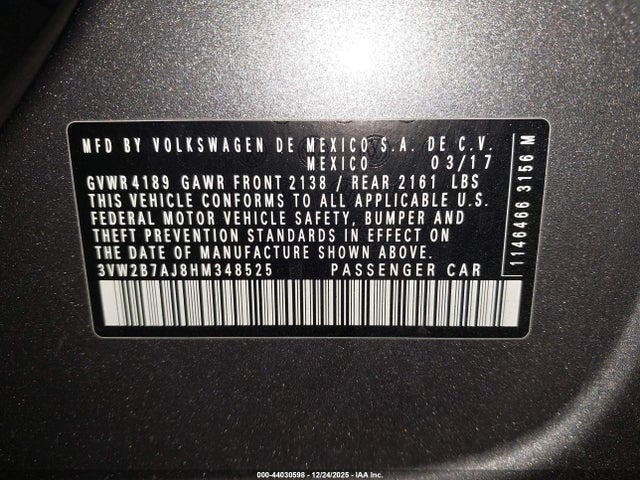 MFD BY VOLKSWAGEN DE MEXICO S.A. DE C.V.
MEXICO 03/17
GVWR 4189 GAWR FRONT 2138 / REAR 2161 LBS
THIS VEHICLE CONFORMS TO ALL APPLICABLE U.S.
FEDERAL MOTOR VEHICLE SAFETY, BUMPER AND
THEFT PREVENTION STANDARDS IN EFFECT ON
THE DATE OF MANUFACTURE SHOWN ABOVE.
3VW2B7AJ8HM348525 PASSENGER CAR
1146466 3156 M
000-44030598 - 12/24/2025 - IAA Inc.